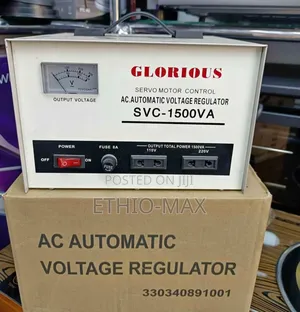 GLORIOUS
SERVO MOTOR CONTROL
AC.AUTOMATIC VOLTAGE REGULATOR
SVC-1500VA
V
OUTPUT VOLTAGE
POWER
FUSE 8A
OUTPUT TOTAL POWER 1500VA
110V
220V
OFF
ON
POSTED ON JIJI
ETHIO-MAX
AC AUTOMATIC
VOLTAGE REGULATOR
330340891001